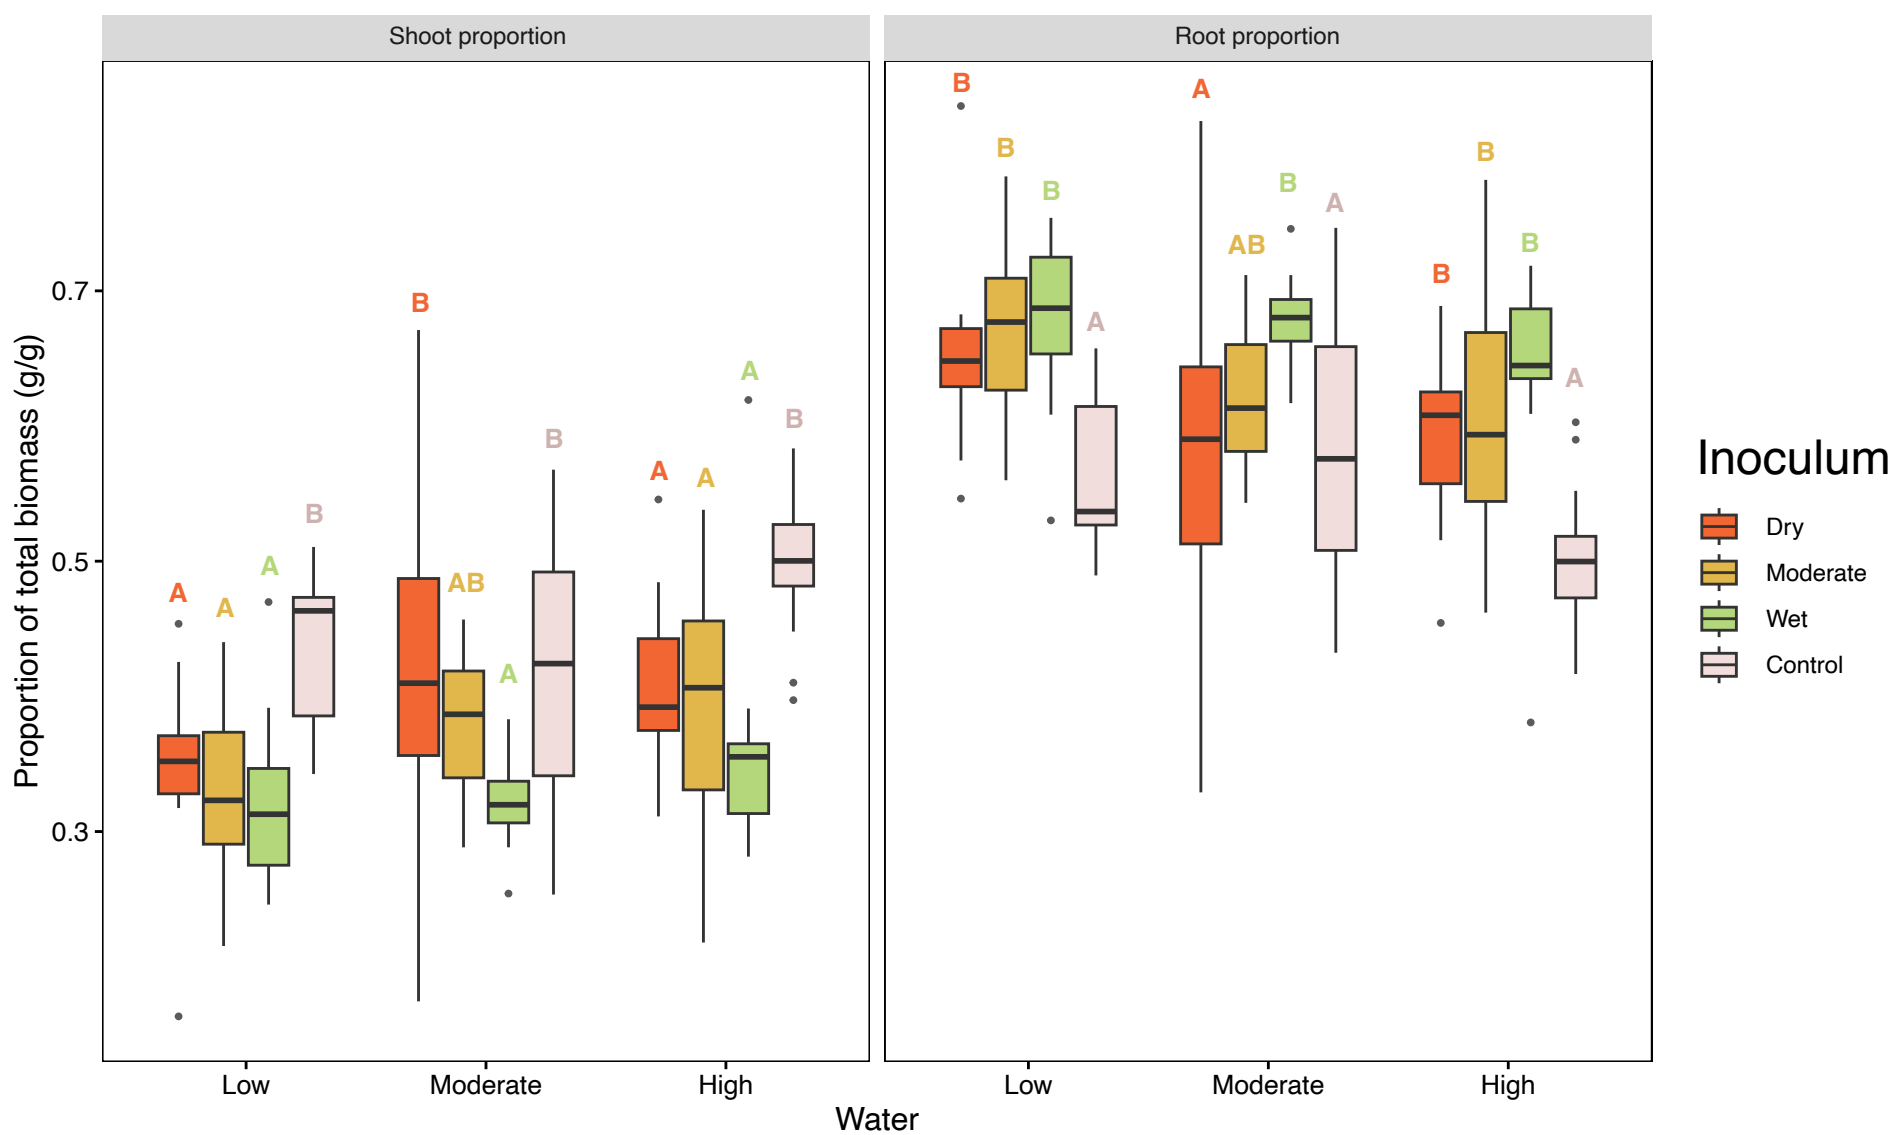 Shoot proportion
Root proportion
Proportion of total biomass (g/g)
0.7
0.5
0.3
A
A
A
B
B
AB
A
B
A
A
A
B
B
B
B
A
A
AB
B
A
B
B
B
A
Low
Moderate
High
Low
Moderate
High
Water
Inoculum
Dry
Moderate
Wet
Control